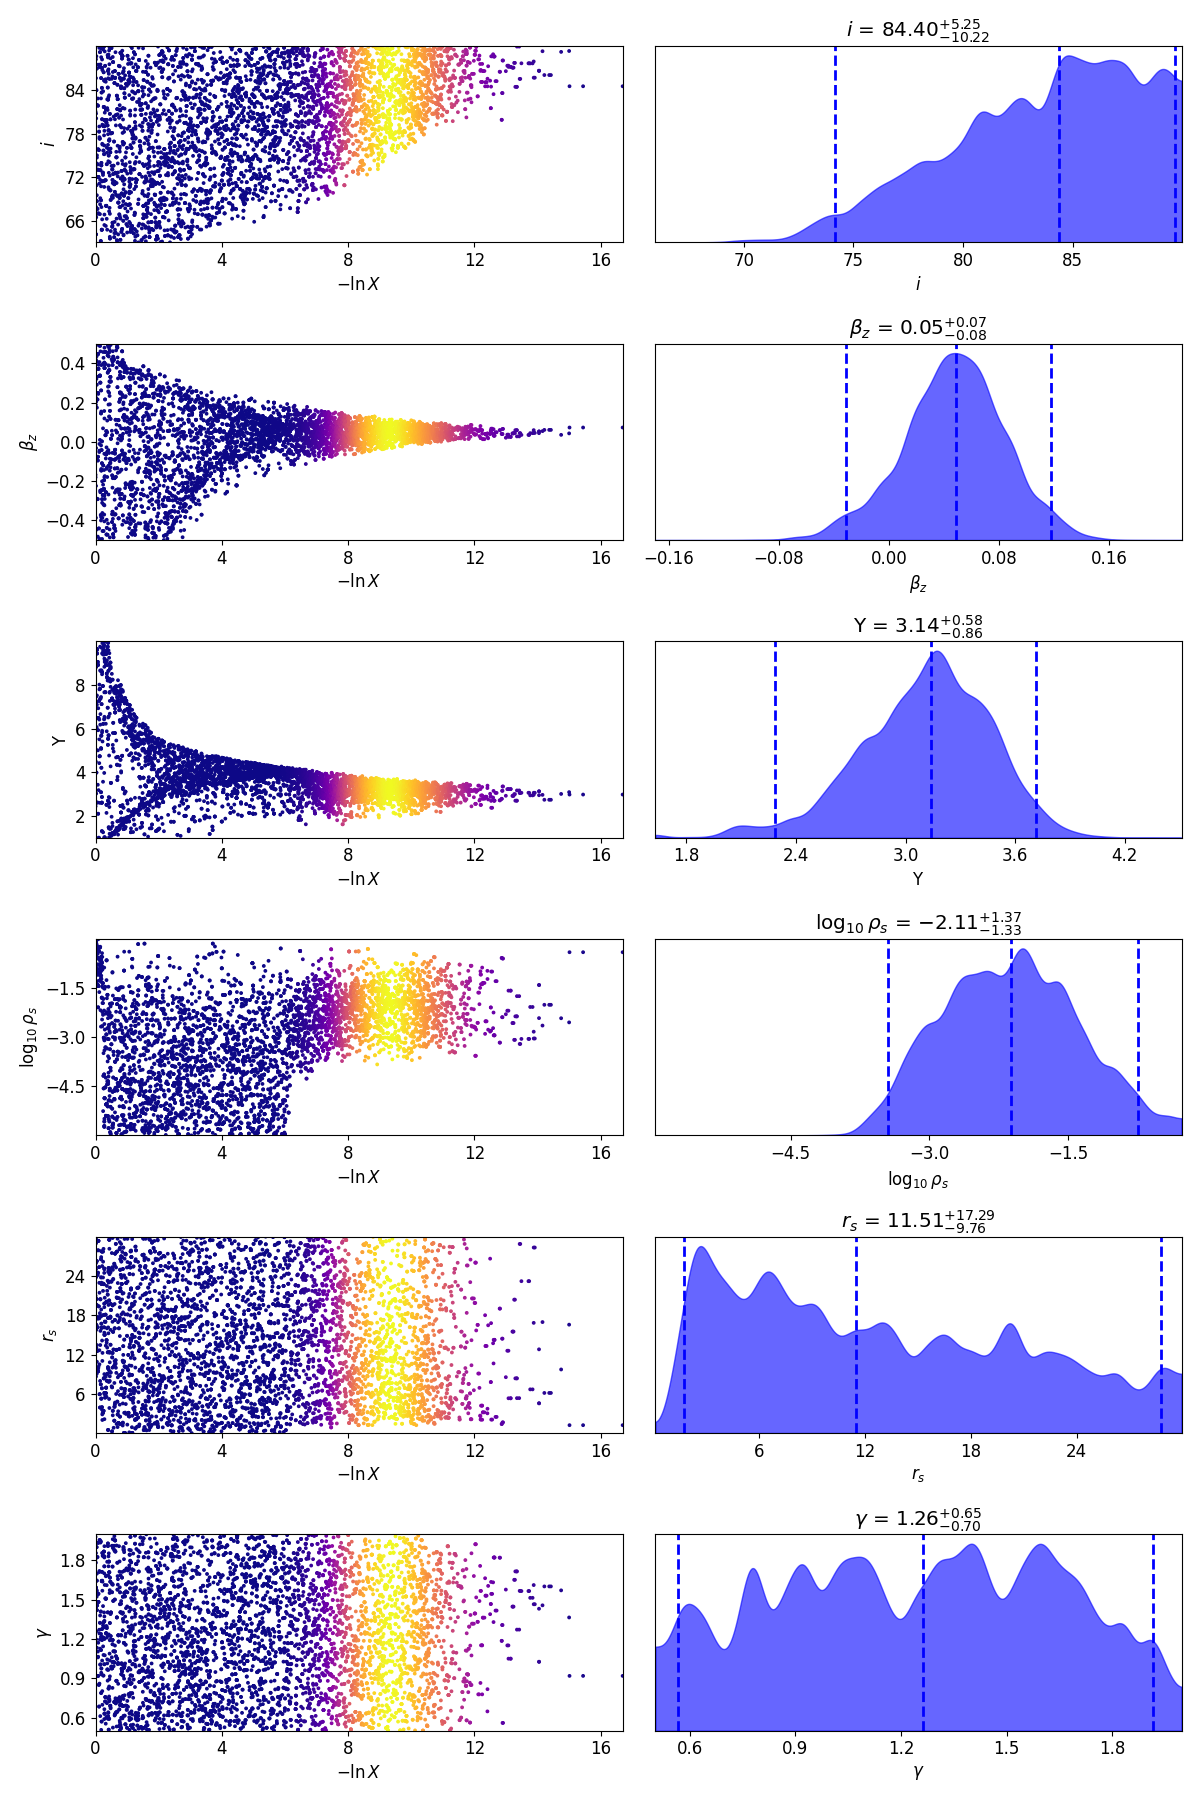 i = 84.40+5.25−10.22
84
78
72
66
i
0 4 8 12 16
−ln X
70 75 80 85
i
βz = 0.05+0.07−0.08
0.4
0.2
0.0
−0.2
−0.4
βz
0 4 8 12 16
−ln X
−0.16 −0.08 0.00 0.08 0.16
βz
Y = 3.14+0.58−0.86
8
6
4
2
Y
0 4 8 12 16
−ln X
1.8 2.4 3.0 3.6 4.2
Y
log10 ρs = −2.11+1.37−1.33
−1.5
−3.0
−4.5
log10 ρs
0 4 8 12 16
−ln X
−4.5 −3.0 −1.5
log10 ρs
rs = 11.51+17.29−9.76
24
18
12
6
rs
0 4 8 12 16
−ln X
6 12 18 24
rs
γ = 1.26+0.65−0.70
1.8
1.5
1.2
0.9
0.6
γ
0 4 8 12 16
−ln X
0.6 0.9 1.2 1.5 1.8
γ